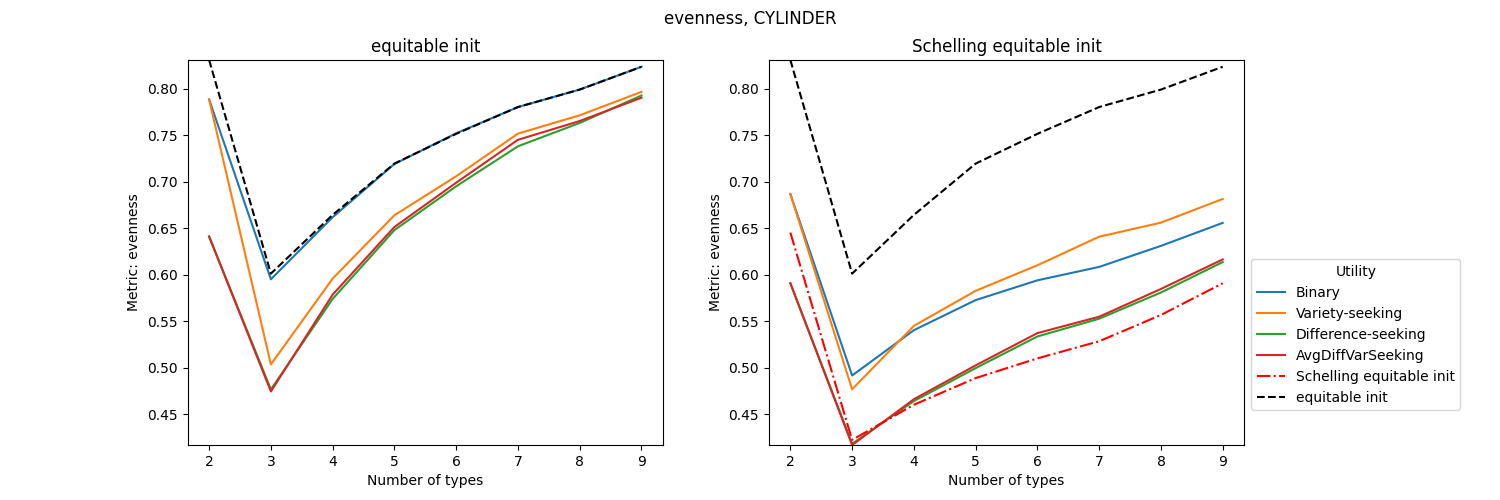 evenness, CYLINDER
equitable init
Metric: evenness
0.80
0.75
0.70
0.65
0.60
0.55
0.50
0.45
2 3 4 5 6 7 8 9
Number of types
Schelling equitable init
Metric: evenness
0.80
0.75
0.70
0.65
0.60
0.55
0.50
0.45
2 3 4 5 6 7 8 9
Number of types
Utility
Binary
Variety-seeking
Difference-seeking
AvgDiffVarSeeking
Schelling equitable init
equitable init